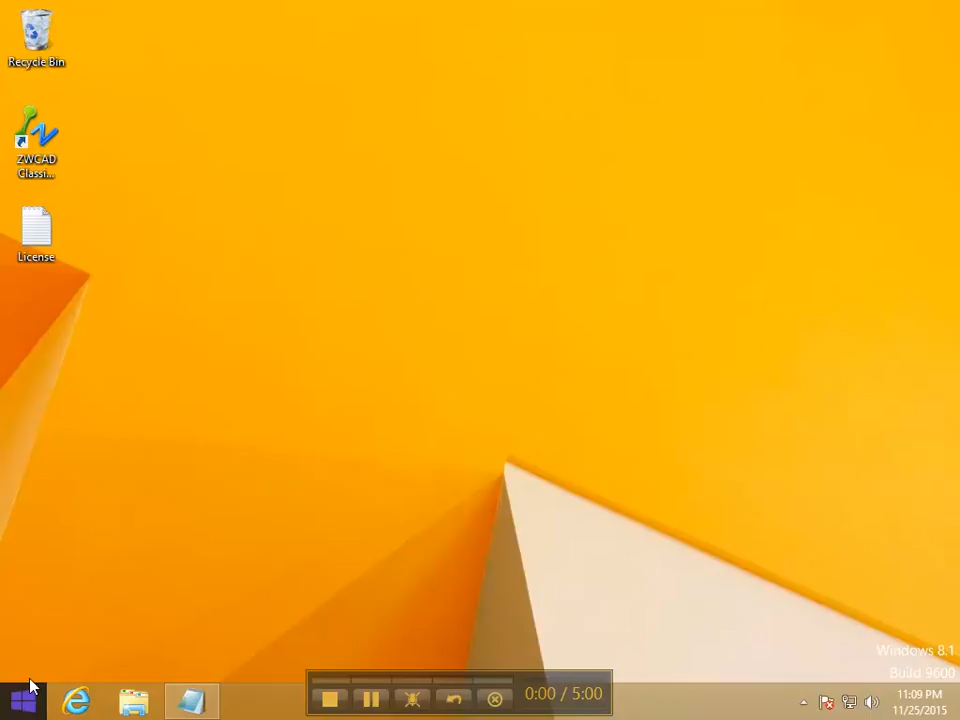 Recycle Bin
ZWCAD
Classi...
License
Windows 8.1
Build 9600
0:00 / 5:00
11:09 PM
11/25/2015